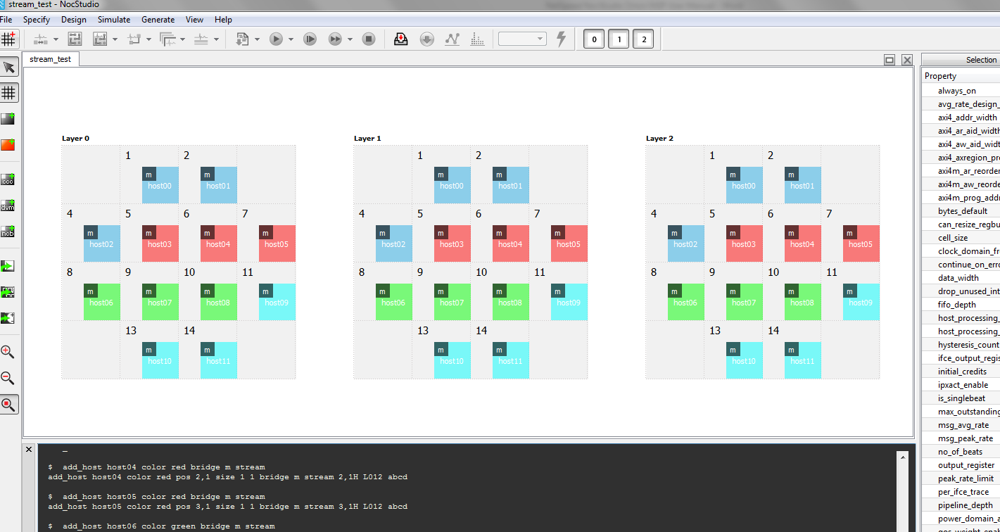 stream_test - NocStudio
File Specify Design Simulate Generate View Help
0 1 2
stream_test
Selection
Property
always_on
avg_rate_design_
axi4_addr_width
axi4_ar_aid_width
axi4_aw_aid_widt
axi4_axregion_pro
axi4m_ar_reorder
axi4m_aw_reorde
axi4m_prog_addr
bytes_default
can_resize_regbu
cell_size
clock_domain_fr
continue_on_erro
data_width
drop_unused_int
fifo_depth
host_processing_
host_processing_
hysteresis_count
ifce_output_regis
initial_credits
ipxact_enable
is_singlebeat
max_outstanding
msg_avg_rate
msg_peak_rate
no_of_beats
output_register
peak_rate_limit
per_ifce_trace
pipeline_depth
power_domain_a
ccc
dvm
ncb
Layer 0
1 2
m m
host00 host01
4 5 6 7
m m m m
host02 host03 host04 host05
8 9 10 11
m m m m
host06 host07 host08 host09
13 14
m m
host10 host11
Layer 1
1 2
m m
host00 host01
4 5 6 7
m m m m
host02 host03 host04 host05
8 9 10 11
m m m m
host06 host07 host08 host09
13 14
m m
host10 host11
Layer 2
1 2
m m
host00 host01
4 5 6 7
m m m m
host02 host03 host04 host05
8 9 10 11
m m m m
host06 host07 host08 host09
13 14
m m
host10 host11
$ add_host host04 color red bridge m stream
add_host host04 color red pos 2,1 size 1 1 bridge m stream 2,1H L012 abcd
$ add_host host05 color red bridge m stream
add_host host05 color red pos 3,1 size 1 1 bridge m stream 3,1H L012 abcd
$ add_host host06 color green bridge m stream